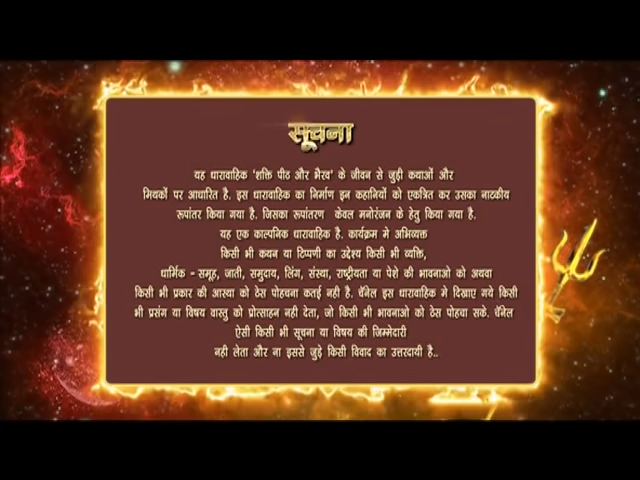 सूचना
यह धारावाहिक 'शक्ति पीठ और भैरव' के जीवन से जुड़ी कथाओं और
मिथकों पर आधारित है. इस धारावाहिक का निर्माण इन कहानियों को एकत्रित कर उसका नाटकीय
रूपांतर किया गया है. जिसका रूपांतरण केवल मनोरंजन के हेतु किया गया है.
यह एक काल्पनिक धारावाहिक है. कार्यक्रम मे अभिव्यक्त
किसी भी कथन या टिप्पणी का उद्देश्य किसी भी व्यक्ति,
धार्मिक - समूह, जाती, समुदाय, लिंग, संस्था, राष्ट्रीयता या पेशे की भावनाओ को अथवा
किसी भी प्रकार की आस्था को ठेस पोहचना कतई नही है. चॅनेल इस धारावाहिक मे दिखाए गये किसी
भी प्रसंग या विषय वास्तु को प्रोत्साहन नही देता, जो किसी भी भावनाओ को ठेस पोहचा सके. चॅनेल
ऐसी किसी भी सूचना या विषय की जिम्मेदारी
नही लेता और ना इससे जुड़े किसी विवाद का उत्तरदायी है..